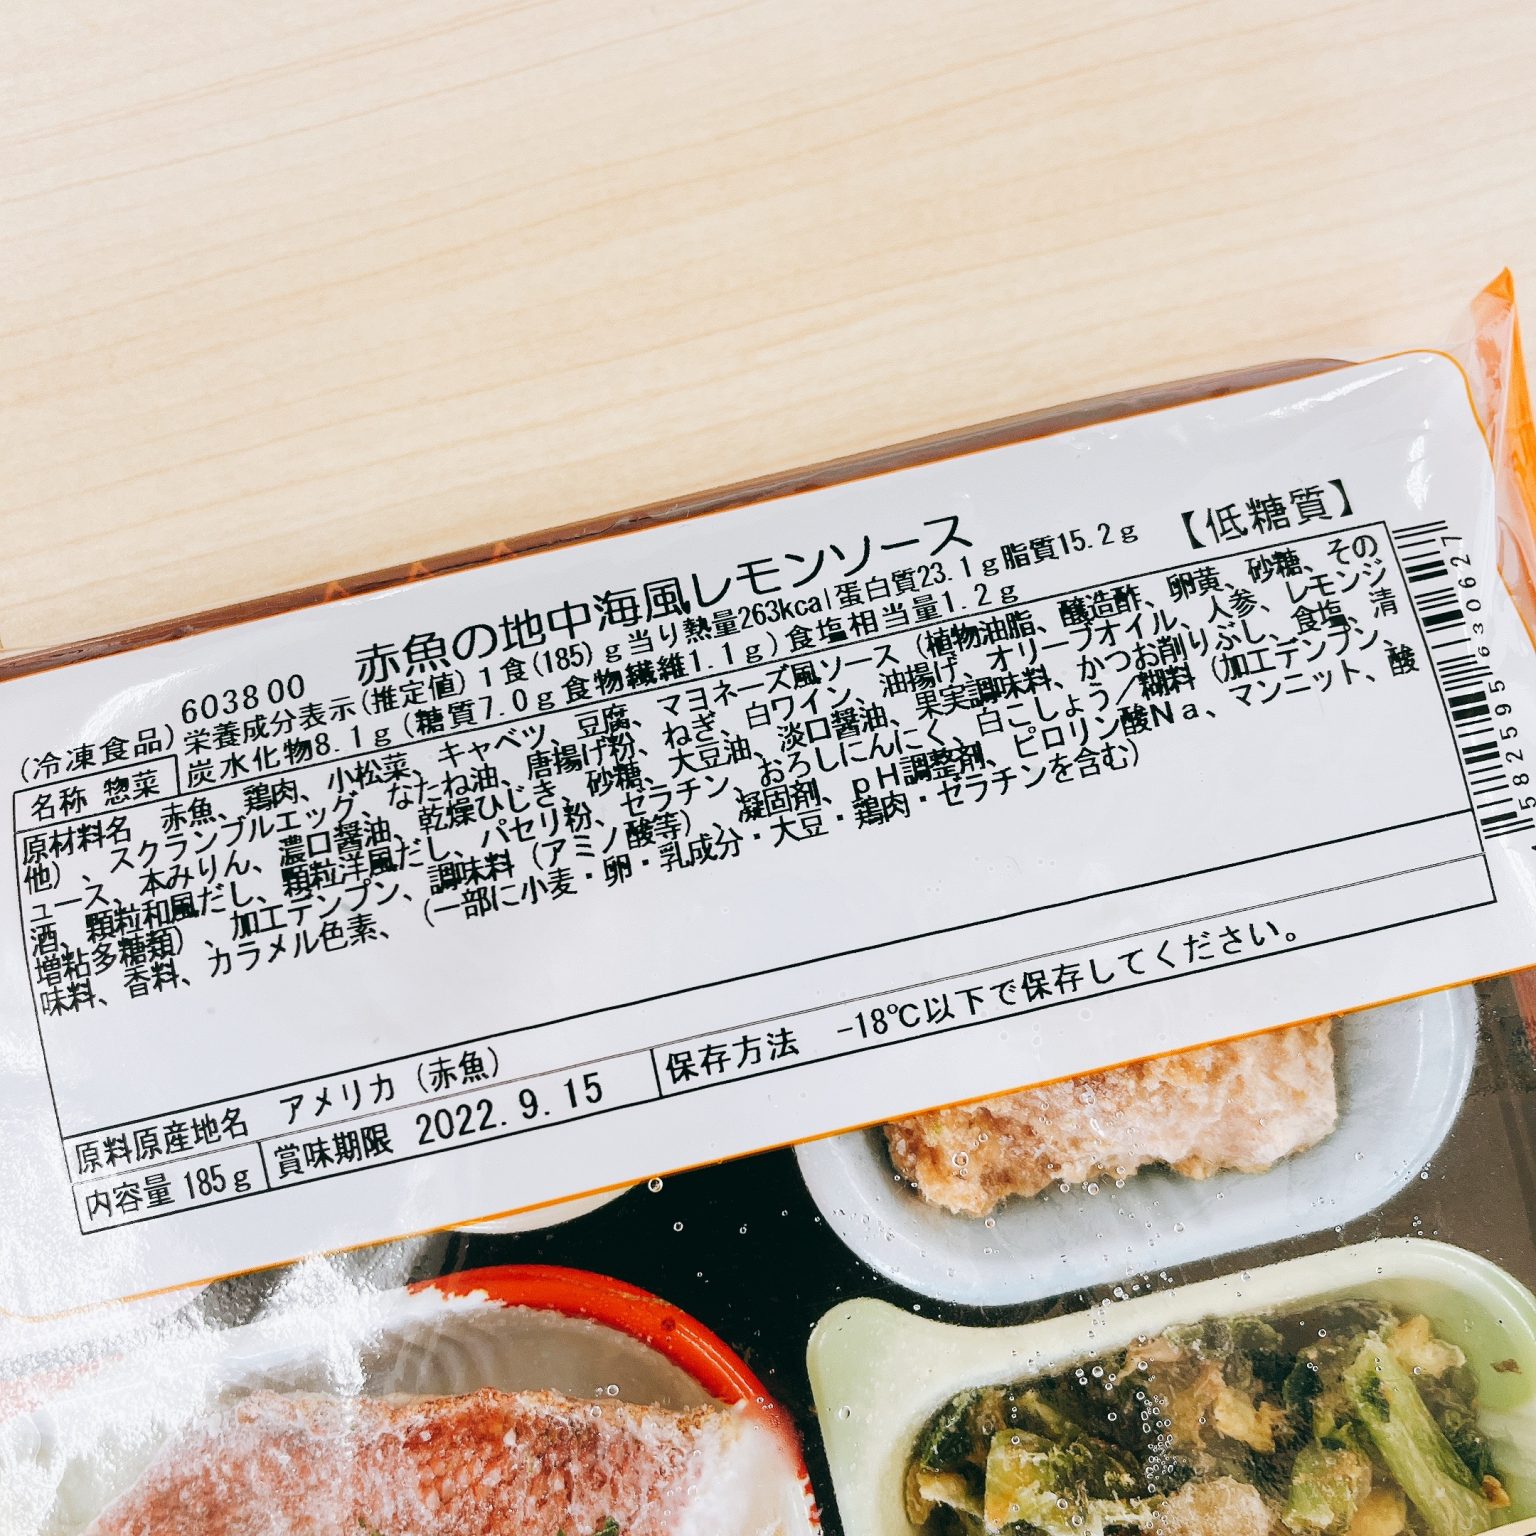 赤魚の地中海風レモンソース
【低糖質】
(冷凍食品) 603800
栄養成分表示(推定値)1食(185)g当り熱量263kcal蛋白質23.1g脂質15.2g
炭水化物8.1g(糖質7.0g食物繊維1.1g)食塩相当量1.2g
名称 惣菜
原材料名 赤魚、鶏肉、小松菜、キャベツ、豆腐、マヨネーズ風ソース(植物油脂、醸造酢、卵黄、砂糖、その
他)、スクランブルエッグ、なたね油、唐揚げ粉、ねぎ、白ワイン、油揚げ、オリーブオイル、人参、レモンジ
ュース、本みりん、濃口醤油、乾燥ひじき、砂糖、大豆油、淡口醤油、果実調味料、かつお削りぶし、食塩、清
酒、顆粒和風だし、顆粒洋風だし、パセリ粉、ゼラチン、おろしにんにく、白こしょう/糊料(加工デンプン、
増粘多糖類)、加工デンプン、調味料(アミノ酸等)、凝固剤、pH調整剤、ピロリン酸Na、マンニット、酸
味料、香料、カラメル色素、(一部に小麦・卵・乳成分・大豆・鶏肉・ゼラチンを含む)
原料原産地名 アメリカ(赤魚)
内容量 185g 賞味期限 2022.9.15 保存方法 -18℃以下で保存してください。
582595 630627